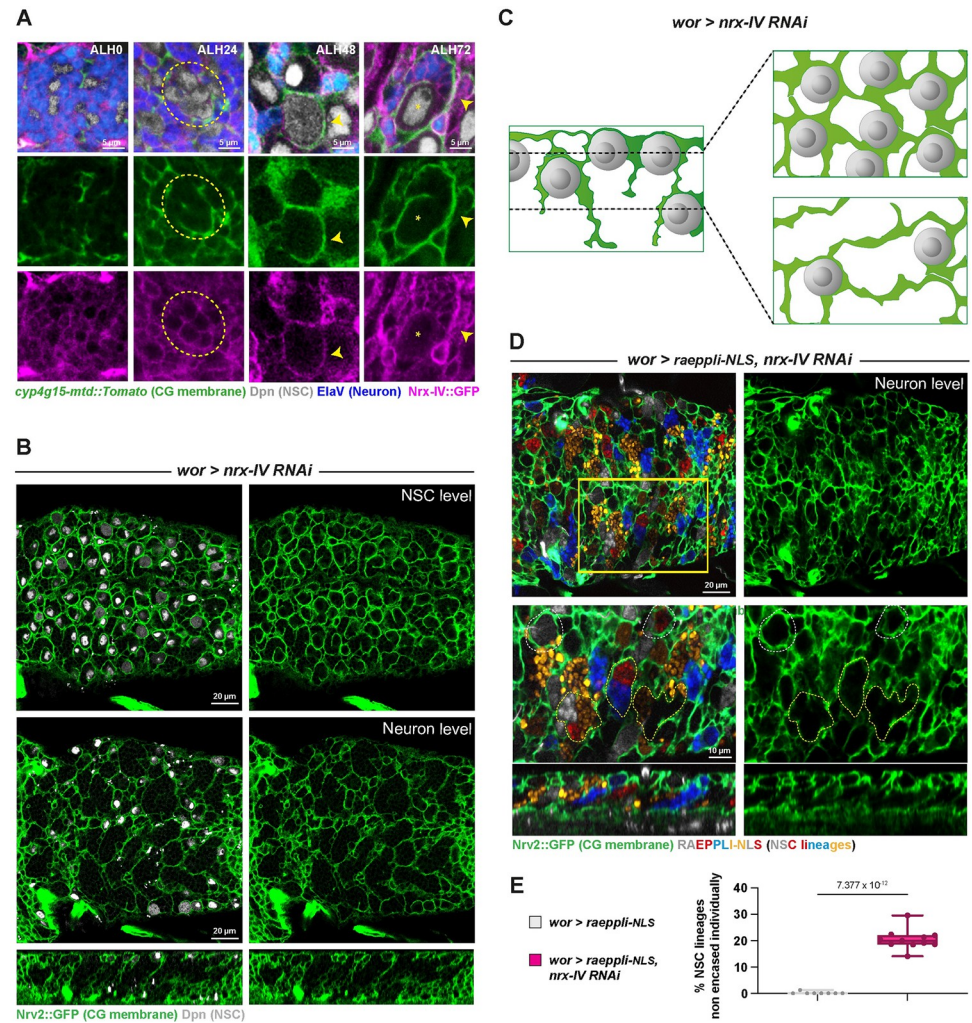 A
ALH0
ALH24
ALH48
ALH72
5 µm
5 µm
5 µm
5 µm
*
*
*
cyp4g15-mtd::Tomato (CG membrane) Dpn (NSC) ElaV (Neuron) Nrx-IV::GFP
B
wor > nrx-IV RNAi
NSC level
20 µm
Neuron level
20 µm
Nrv2::GFP (CG membrane) Dpn (NSC)
C
wor > nrx-IV RNAi
D
wor > raeppli-NLS, nrx-IV RNAi
Neuron level
20 µm
10 µm
Nrv2::GFP (CG membrane) RAEPPLI-NLS (NSC lineages)
E
wor > raeppli-NLS
wor > raeppli-NLS,
nrx-IV RNAi
% NSC lineages
non encased individually
40
30
20
10
0
7.377 x 10-12